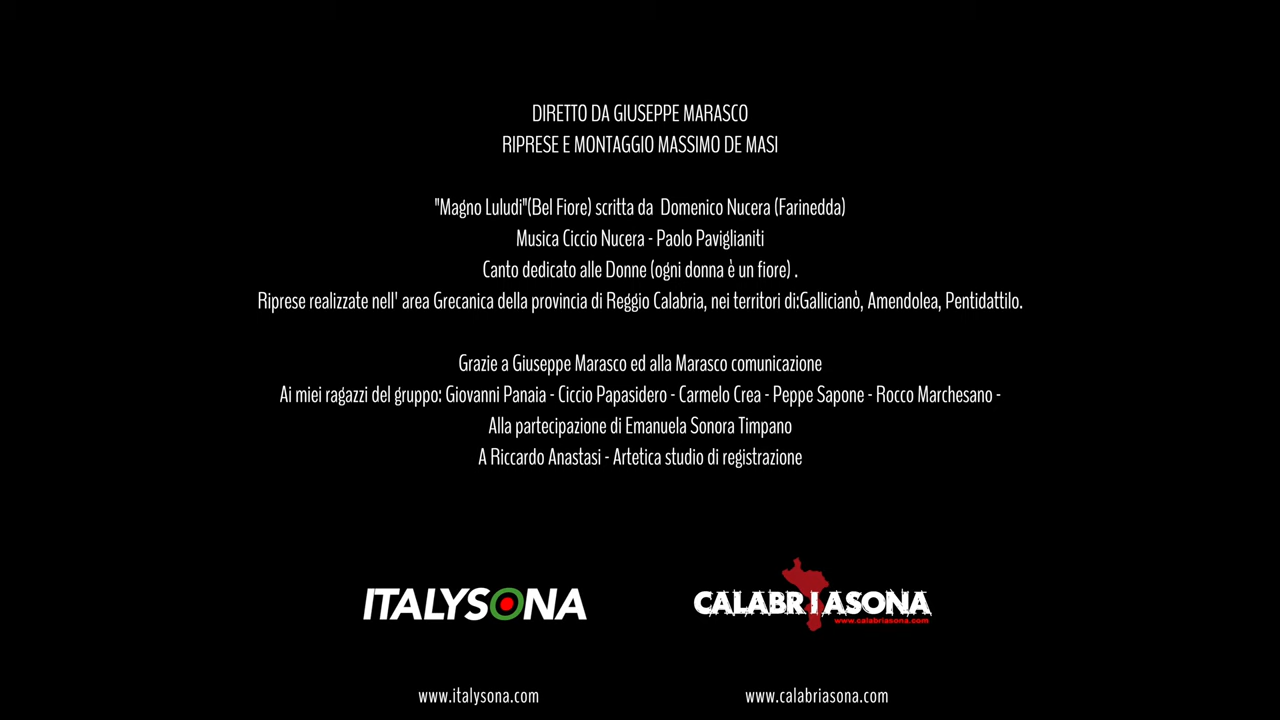 DIRETTO DA GIUSEPPE MARASCO
RIPRESE E MONTAGGIO MASSIMO DE MASI
"Magno Luludi"(Bel Fiore) scritta da  Domenico Nucera (Farinedda)
Musica Ciccio Nucera - Paolo Paviglianiti
Canto dedicato alle Donne (ogni donna è un fiore) .
Riprese realizzate nell' area Grecanica della provincia di Reggio Calabria, nei territori di:Gallicianò, Amendolea, Pentidattilo.
Grazie a Giuseppe Marasco ed alla Marasco comunicazione
Ai miei ragazzi del gruppo: Giovanni Panaia - Ciccio Papasidero - Carmelo Crea - Peppe Sapone - Rocco Marchesano -
Alla partecipazione di Emanuela Sonora Timpano
A Riccardo Anastasi - Artetica studio di registrazione
ITALYSONA
CALABRIASONA
www.calabriasona.com
www.italysona.com
www.calabriasona.com